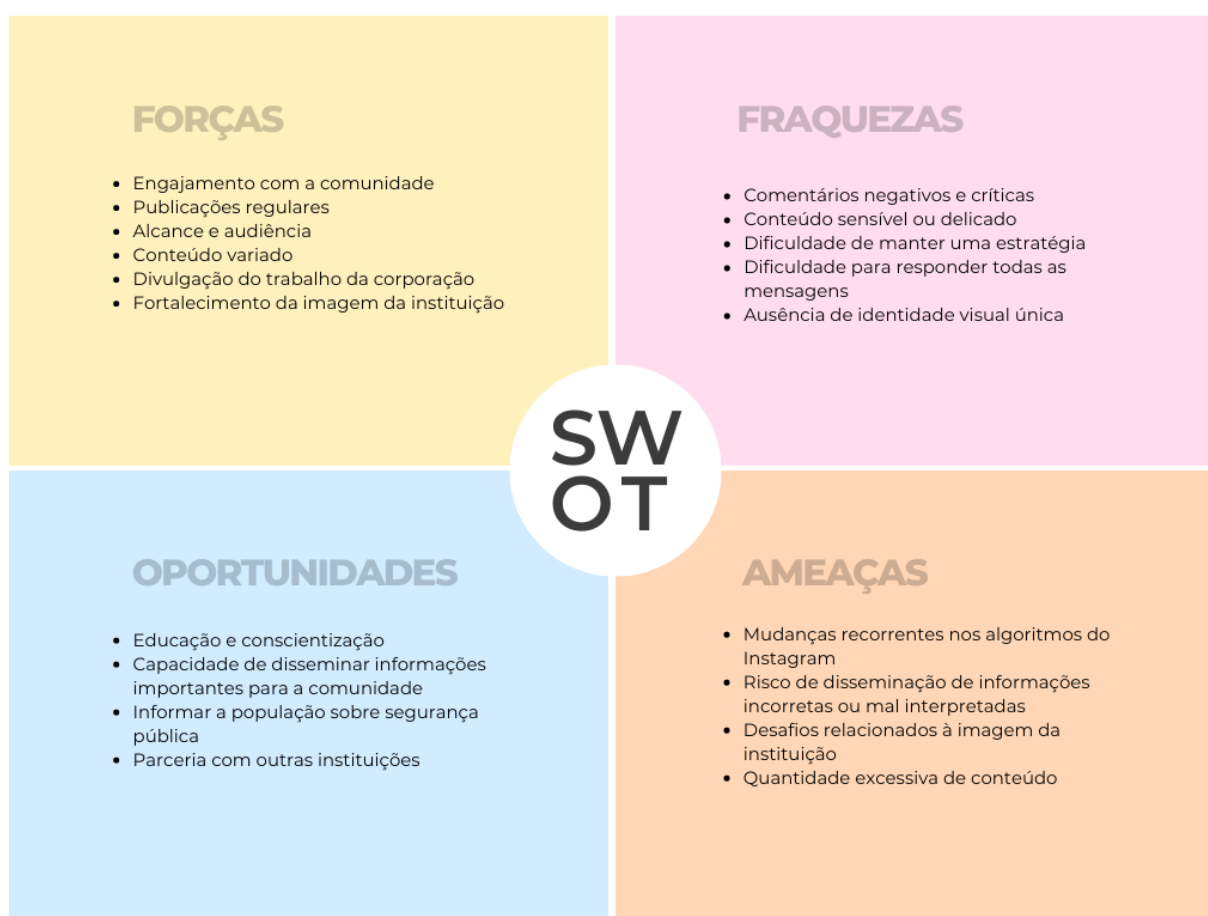 FORÇAS
• Engajamento com a comunidade
• Publicações regulares
• Alcance e audiência
• Conteúdo variado
• Divulgação do trabalho da corporação
• Fortalecimento da imagem da instituição
FRAQUEZAS
• Comentários negativos e críticas
• Conteúdo sensível ou delicado
• Dificuldade de manter uma estratégia
• Dificuldade para responder todas as
mensagens
• Ausência de identidade visual única
SW
OT
OPORTUNIDADES
• Educação e conscientização
• Capacidade de disseminar informações
importantes para a comunidade
• Informar a população sobre segurança
pública
• Parceria com outras instituições
AMEAÇAS
• Mudanças recorrentes nos algoritmos do
Instagram
• Risco de disseminação de informações
incorretas ou mal interpretadas
• Desafios relacionados à imagem da
instituição
• Quantidade excessiva de conteúdo